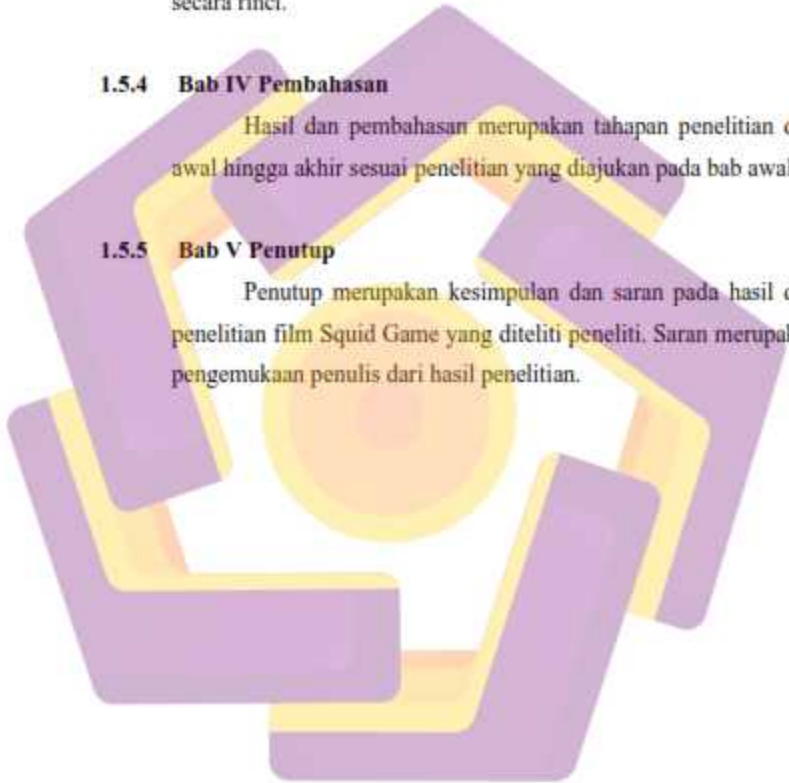 secara rinci.
1.5.4 Bab IV Pembahasan
Hasil dan pembahasan merupakan tahapan penelitian
awal hingga akhir sesuai penelitian yang diajukan pada bab awal
1.5.5 Bab V Penutup
Penutup merupakan kesimpulan dan saran pada hasil
penelitian film Squid Game yang diteliti peneliti. Saran
pengemukaan penulis dari hasil penelitian.